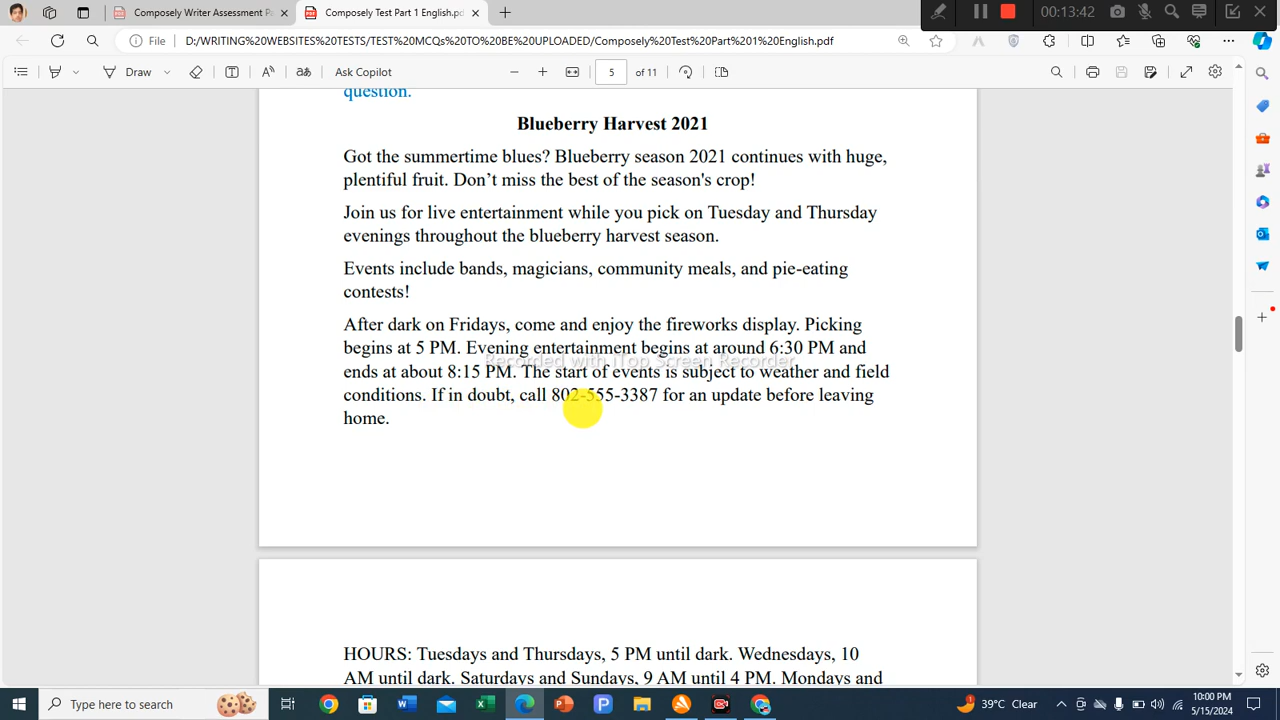 Composely Writer Assessment Pa
Composely Test Part 1 English.pd
00:13:42
File
D:/WRITING%20WEBSITES%20TESTS/TEST%20MCQs%20TO%20BE%20UPLOADED/Composely%20Test%20Part%201%20English.pdf
Draw
Ask Copilot
5
of 11
question.
Blueberry Harvest 2021
Got the summertime blues? Blueberry season 2021 continues with huge,
plentiful fruit. Don’t miss the best of the season's crop!
Join us for live entertainment while you pick on Tuesday and Thursday
evenings throughout the blueberry harvest season.
Events include bands, magicians, community meals, and pie-eating
contests!
After dark on Fridays, come and enjoy the fireworks display. Picking
begins at 5 PM. Evening entertainment begins at around 6:30 PM and
Recorded with iTop Screen Recorder
ends at about 8:15 PM. The start of events is subject to weather and field
conditions. If in doubt, call 802-555-3387 for an update before leaving
home.
HOURS: Tuesdays and Thursdays, 5 PM until dark. Wednesdays, 10
AM until dark. Saturdays and Sundays, 9 AM until 4 PM. Mondays and
Type here to search
39°C Clear
10:00 PM
5/15/2024